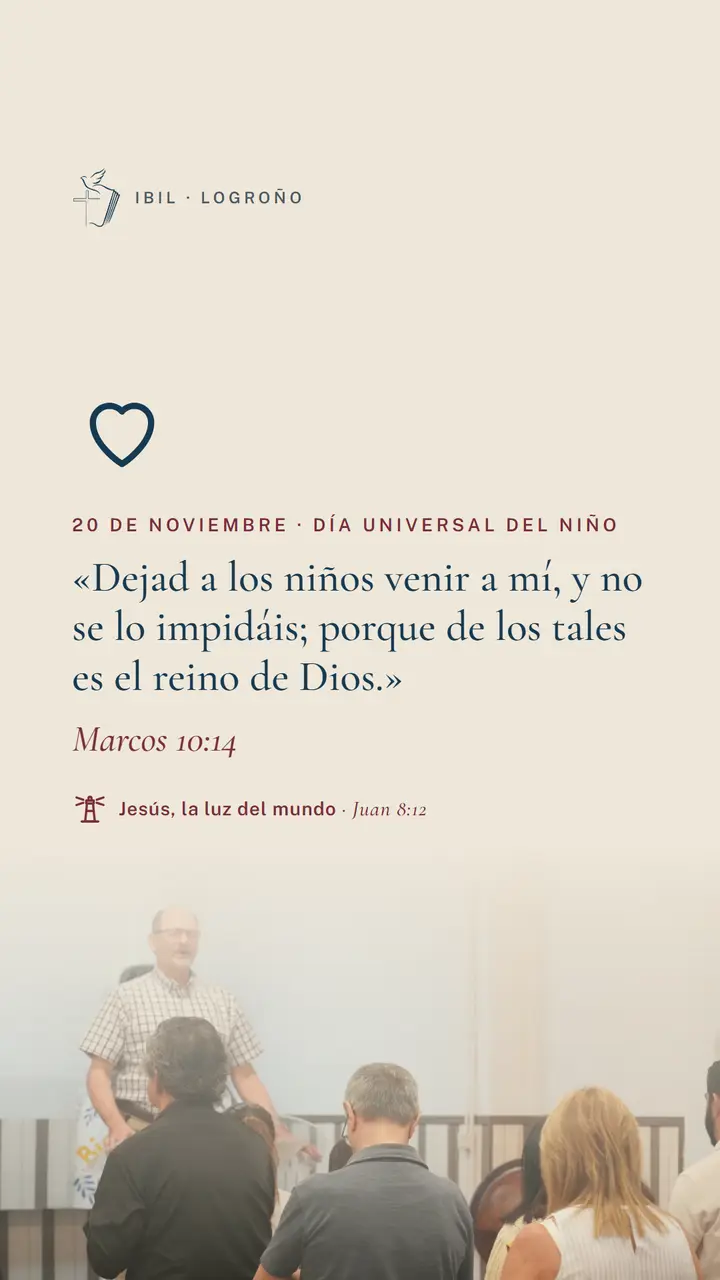 IBIL · LOGROÑO
20 DE NOVIEMBRE · DÍA UNIVERSAL DEL NIÑO
«Dejad a los niños venir a mí, y no
se lo impidáis; porque de los tales
es el reino de Dios.»
Marcos 10:14
Jesús, la luz del mundo · Juan 8:12